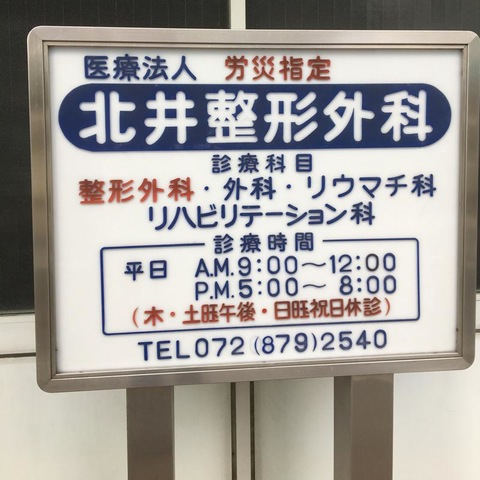 医療法人 労災指定
北井整形外科
診療科目
整形外科・外科・リウマチ科
リハビリテーション科
診療時間
平日 A.M.9:00～12:00
P.M.5:00～8:00
(木・土旺午後・日旺祝日休診)
TEL072(879)2540